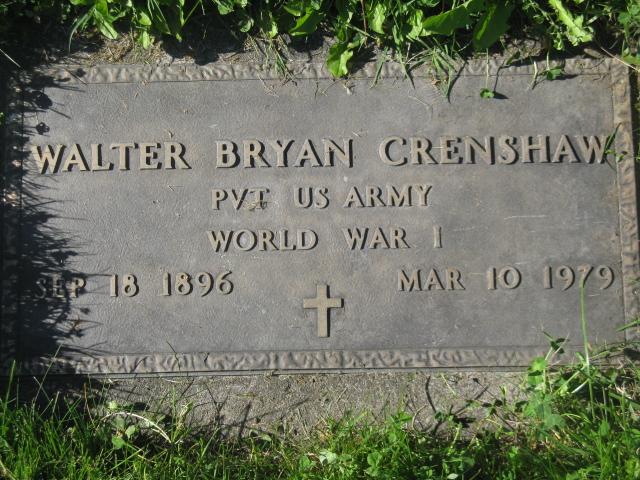 WALTER BRYAN CRENSHAW
PVT US ARMY
WORLD WAR I
SEP 18 1896 MAR 10 1979